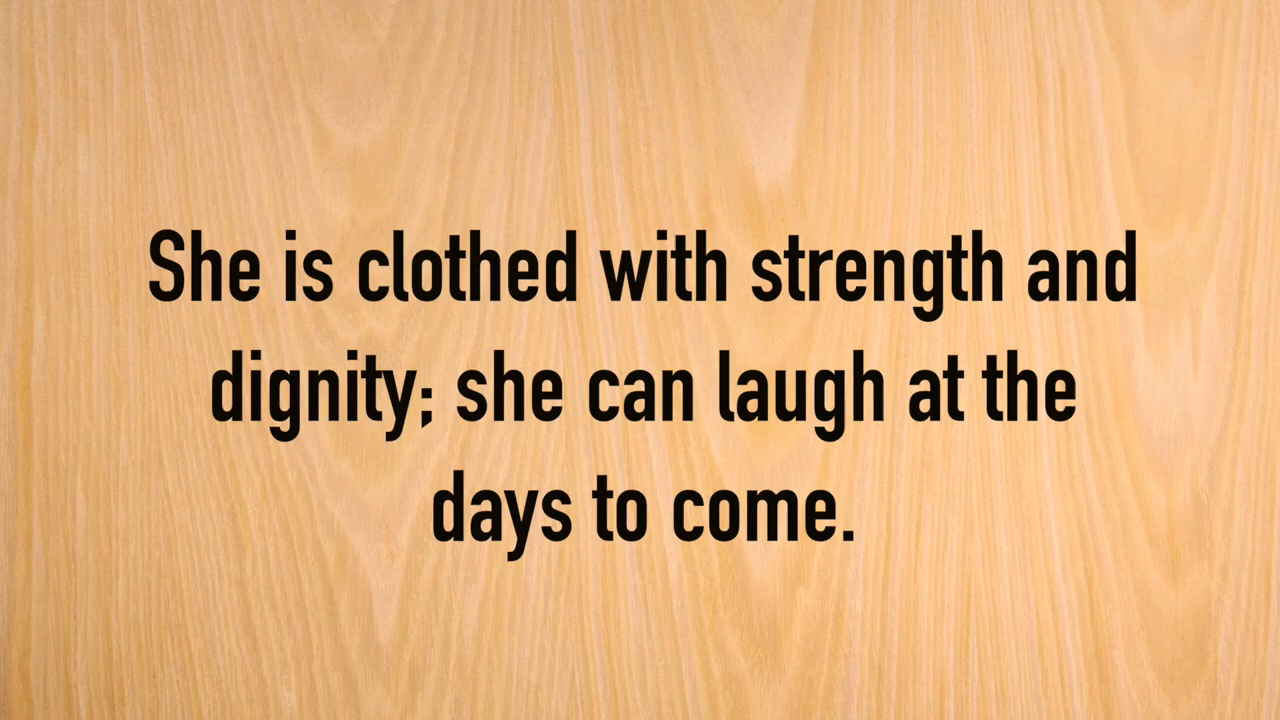 She is clothed with strength and
dignity; she can laugh at the
days to come.